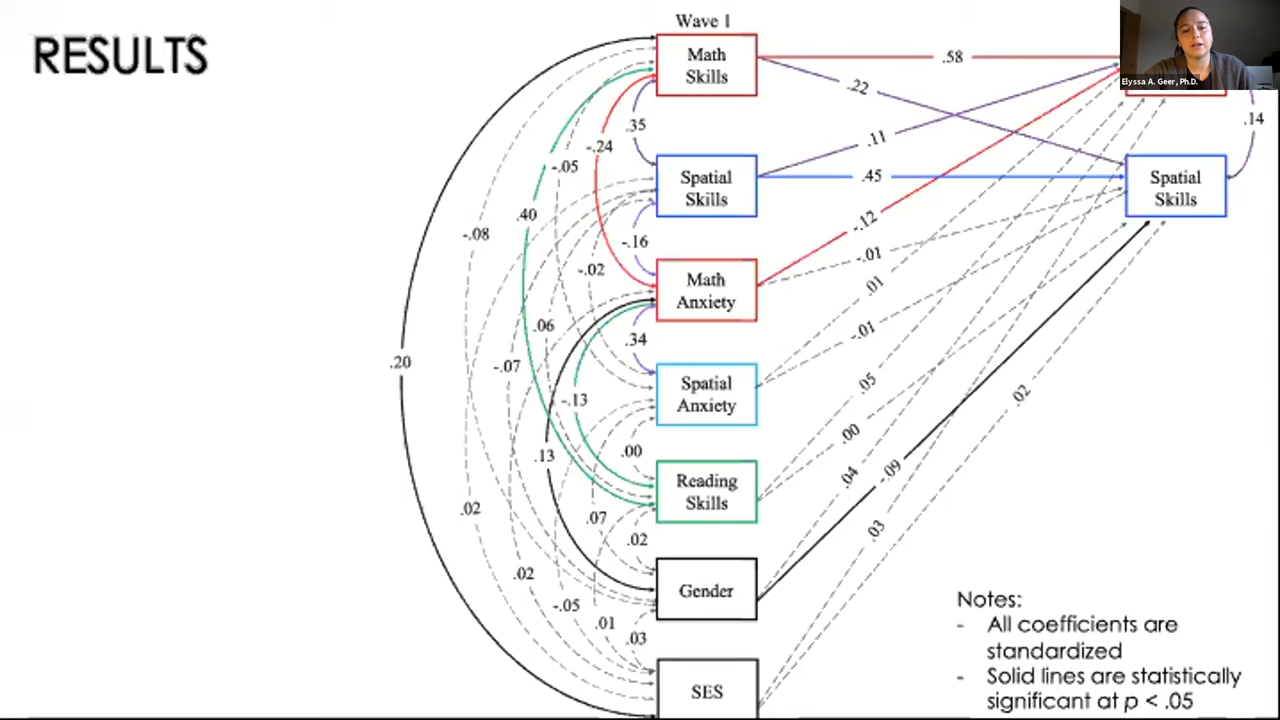 RESULTS
Wave 1
Math
Skills
Spatial
Skills
Math
Anxiety
Spatial
Anxiety
Reading
Skills
Gender
SES
Spatial
Skills
Elyssa A. Geer, Ph.D.
.58
.22
.14
.11
.45
-.12
-.01
.01
-.01
.05
.00
.04
-.09
.02
.03
.35
-.24
-.05
.40
-.08
-.16
-.02
.06
.34
.20
-.07
-.13
.00
.13
.02
.07
.02
.02
-.05
.01
.03
Notes:
- All coefficients are
standardized
- Solid lines are statistically
significant at p < .05